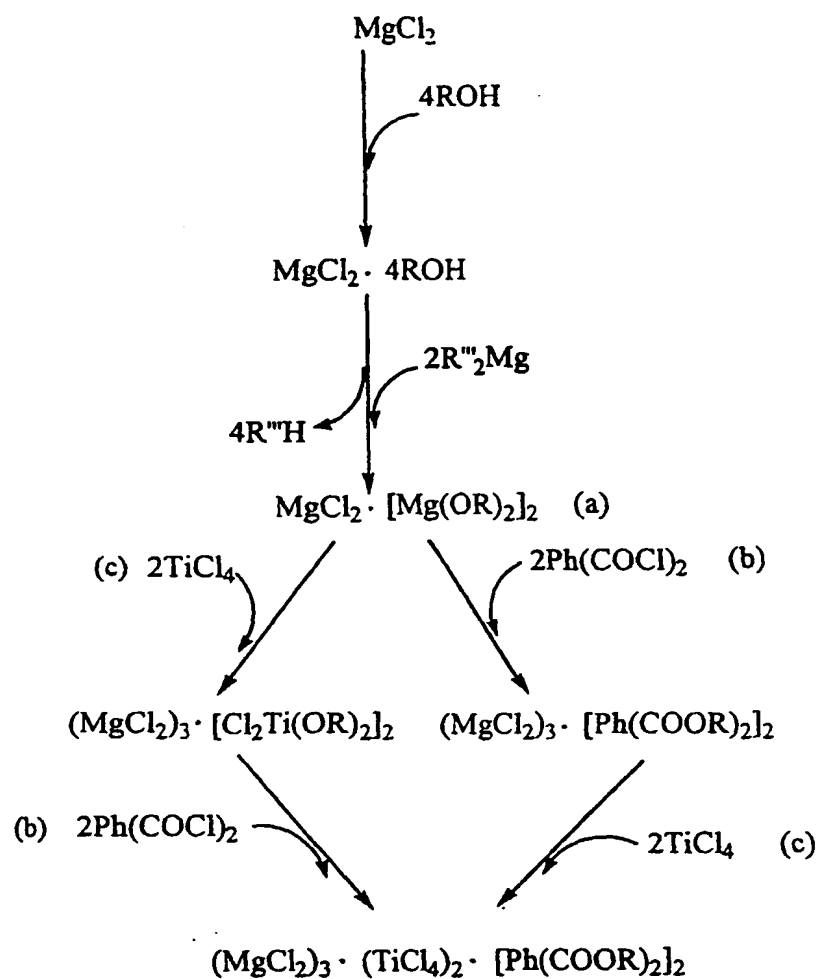 MgCl₂
4ROH
MgCl₂ · 4ROH
2R'''₂Mg
4R'''H
MgCl₂ · [Mg(OR)₂]₂ (a)
(c) 2TiCl₄
2Ph(COCl)₂ (b)
(MgCl₂)₃ · [Cl₂Ti(OR)₂]₂
(MgCl₂)₃ · [Ph(COOR)₂]₂
(b) 2Ph(COCl)₂
2TiCl₄ (c)
(MgCl₂)₃ · (TiCl₄)₂ · [Ph(COOR)₂]₂